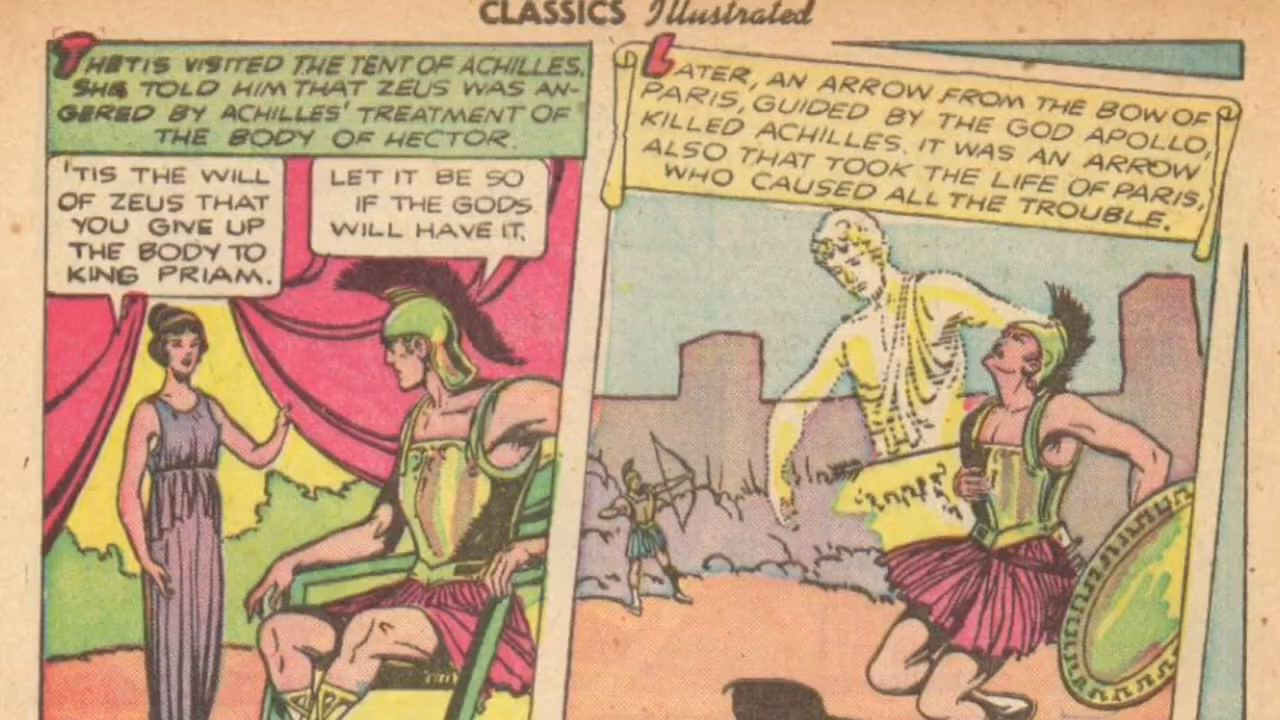 CLASSICS Illustrated
THETIS VISITED THE TENT OF ACHILLES.
SHE TOLD HIM THAT ZEUS WAS AN-
GERED BY ACHILLES' TREATMENT OF
THE BODY OF HECTOR.
'TIS THE WILL
OF ZEUS THAT
YOU GIVE UP
THE BODY TO
KING PRIAM.
LET IT BE SO
IF THE GODS
WILL HAVE IT.
LATER, AN ARROW FROM THE BOW OF
PARIS, GUIDED BY THE GOD APOLLO,
KILLED ACHILLES. IT WAS AN ARROW
ALSO THAT TOOK THE LIFE OF PARIS,
WHO CAUSED ALL THE TROUBLE.